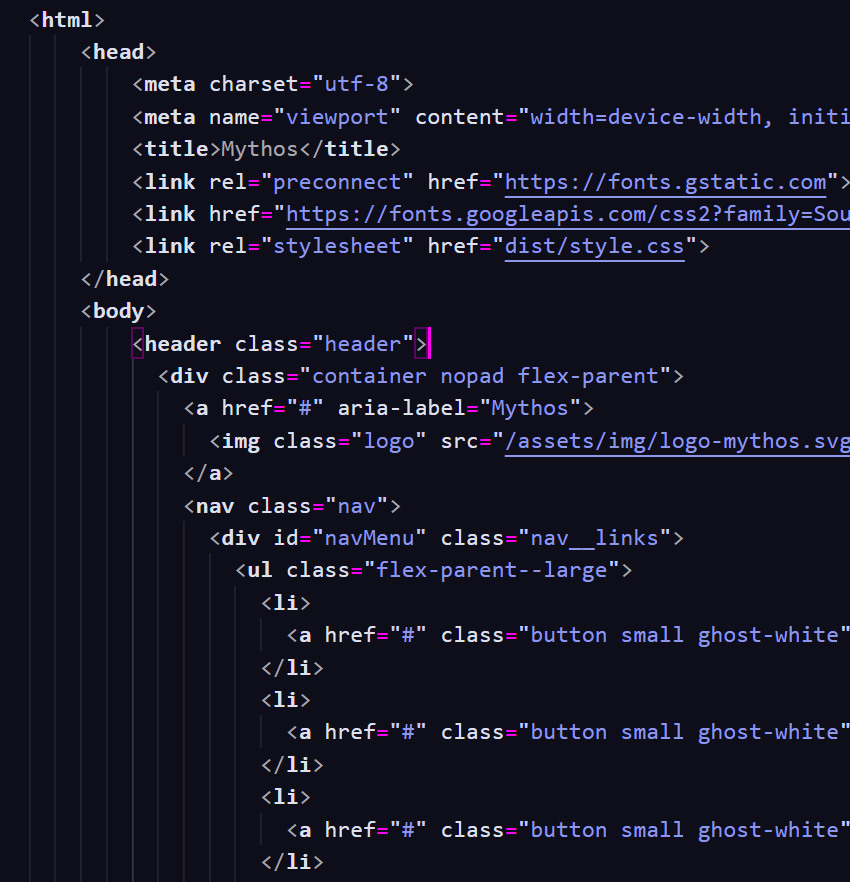 <html>
<head>
<meta charset="utf-8">
<meta name="viewport" content="width=device-width, initi
<title>Mythos</title>
<link rel="preconnect" href="https://fonts.gstatic.com">
<link href="https://fonts.googleapis.com/css2?family=Sou
<link rel="stylesheet" href="dist/style.css">
</head>
<body>
<header class="header">
<div class="container nopad flex-parent">
<a href="#" aria-label="Mythos">
<img class="logo" src="/assets/img/logo-mythos.svg
</a>
<nav class="nav">
<div id="navMenu" class="nav__links">
<ul class="flex-parent--large">
<li>
<a href="#" class="button small ghost-white"
</li>
<li>
<a href="#" class="button small ghost-white"
</li>
<li>
<a href="#" class="button small ghost-white"
</li>